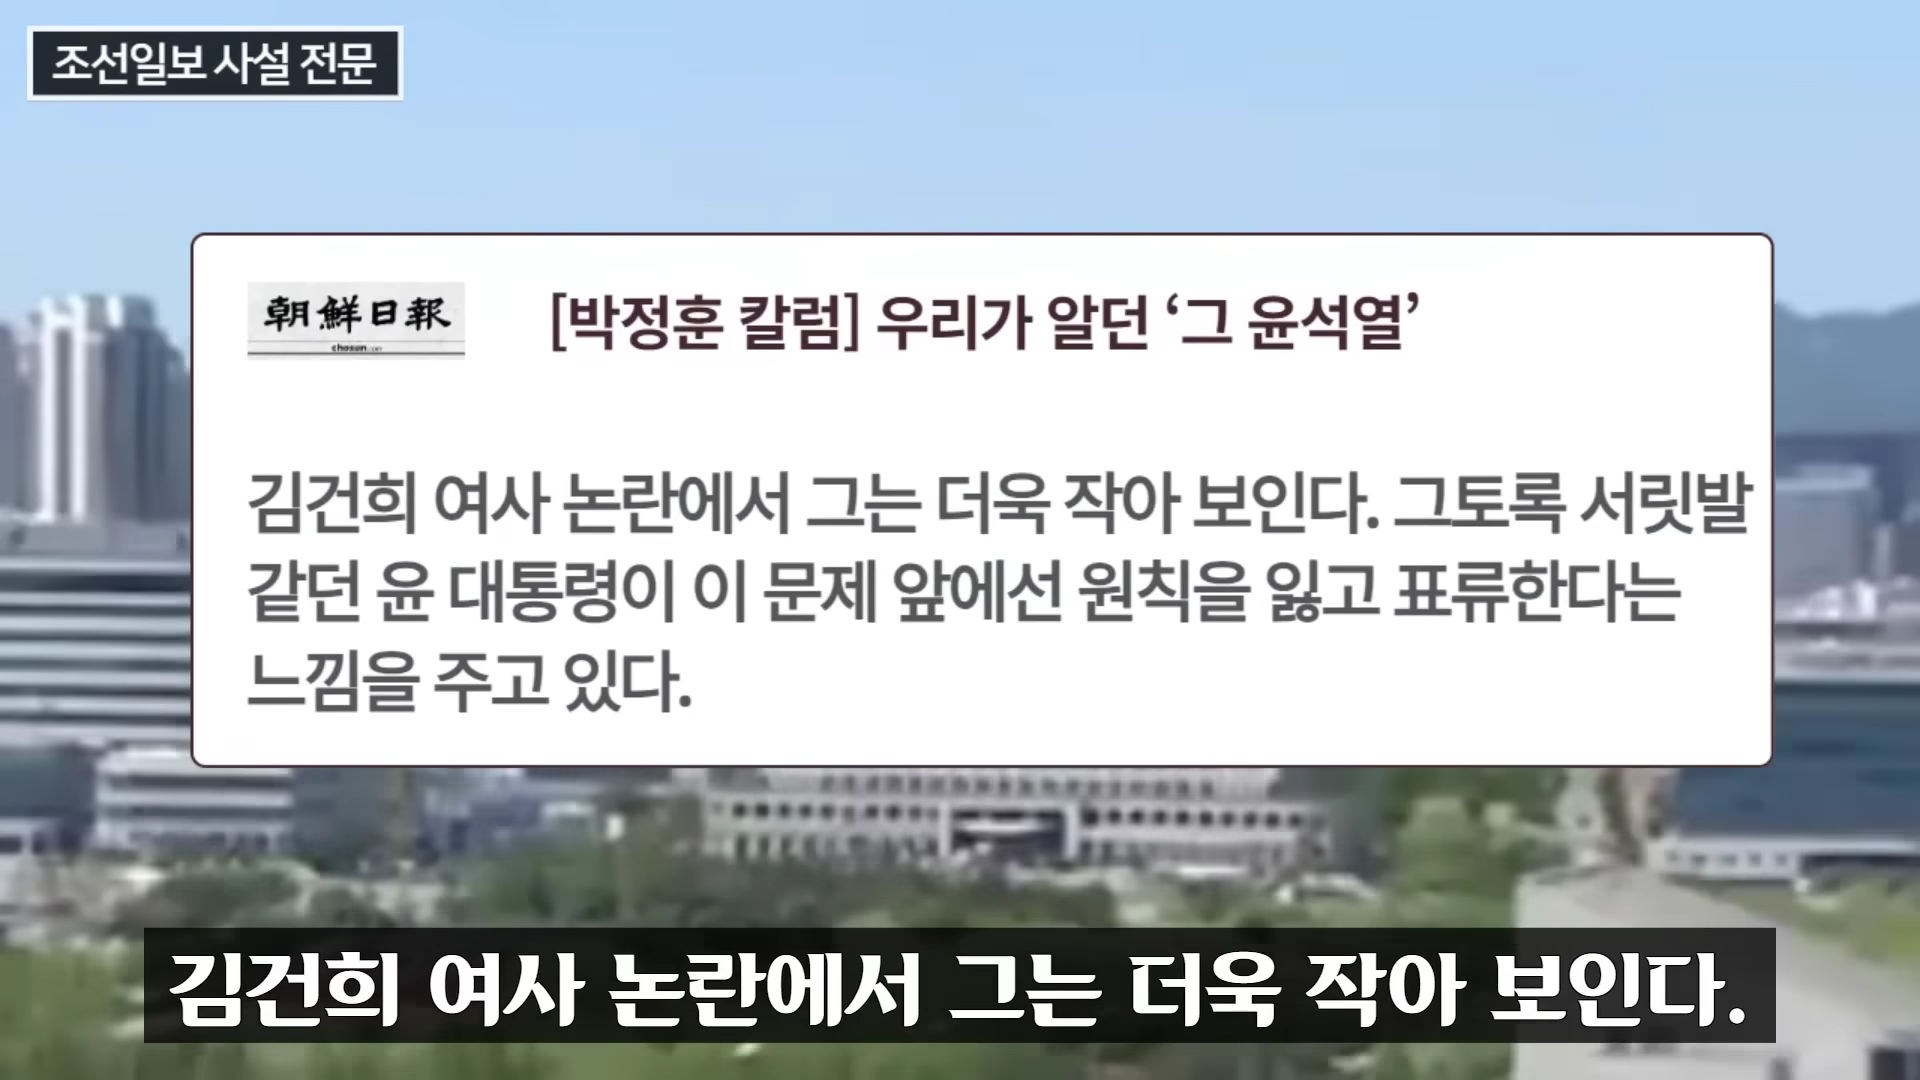 조선일보 사설 전문
朝鮮日報
chosun.com
[박정훈 칼럼] 우리가 알던 ‘그 윤석열’
김건희 여사 논란에서 그는 더욱 작아 보인다. 그토록 서릿발
같던 윤 대통령이 이 문제 앞에선 원칙을 잃고 표류한다는
느낌을 주고 있다.
김건희 여사 논란에서 그는 더욱 작아 보인다.